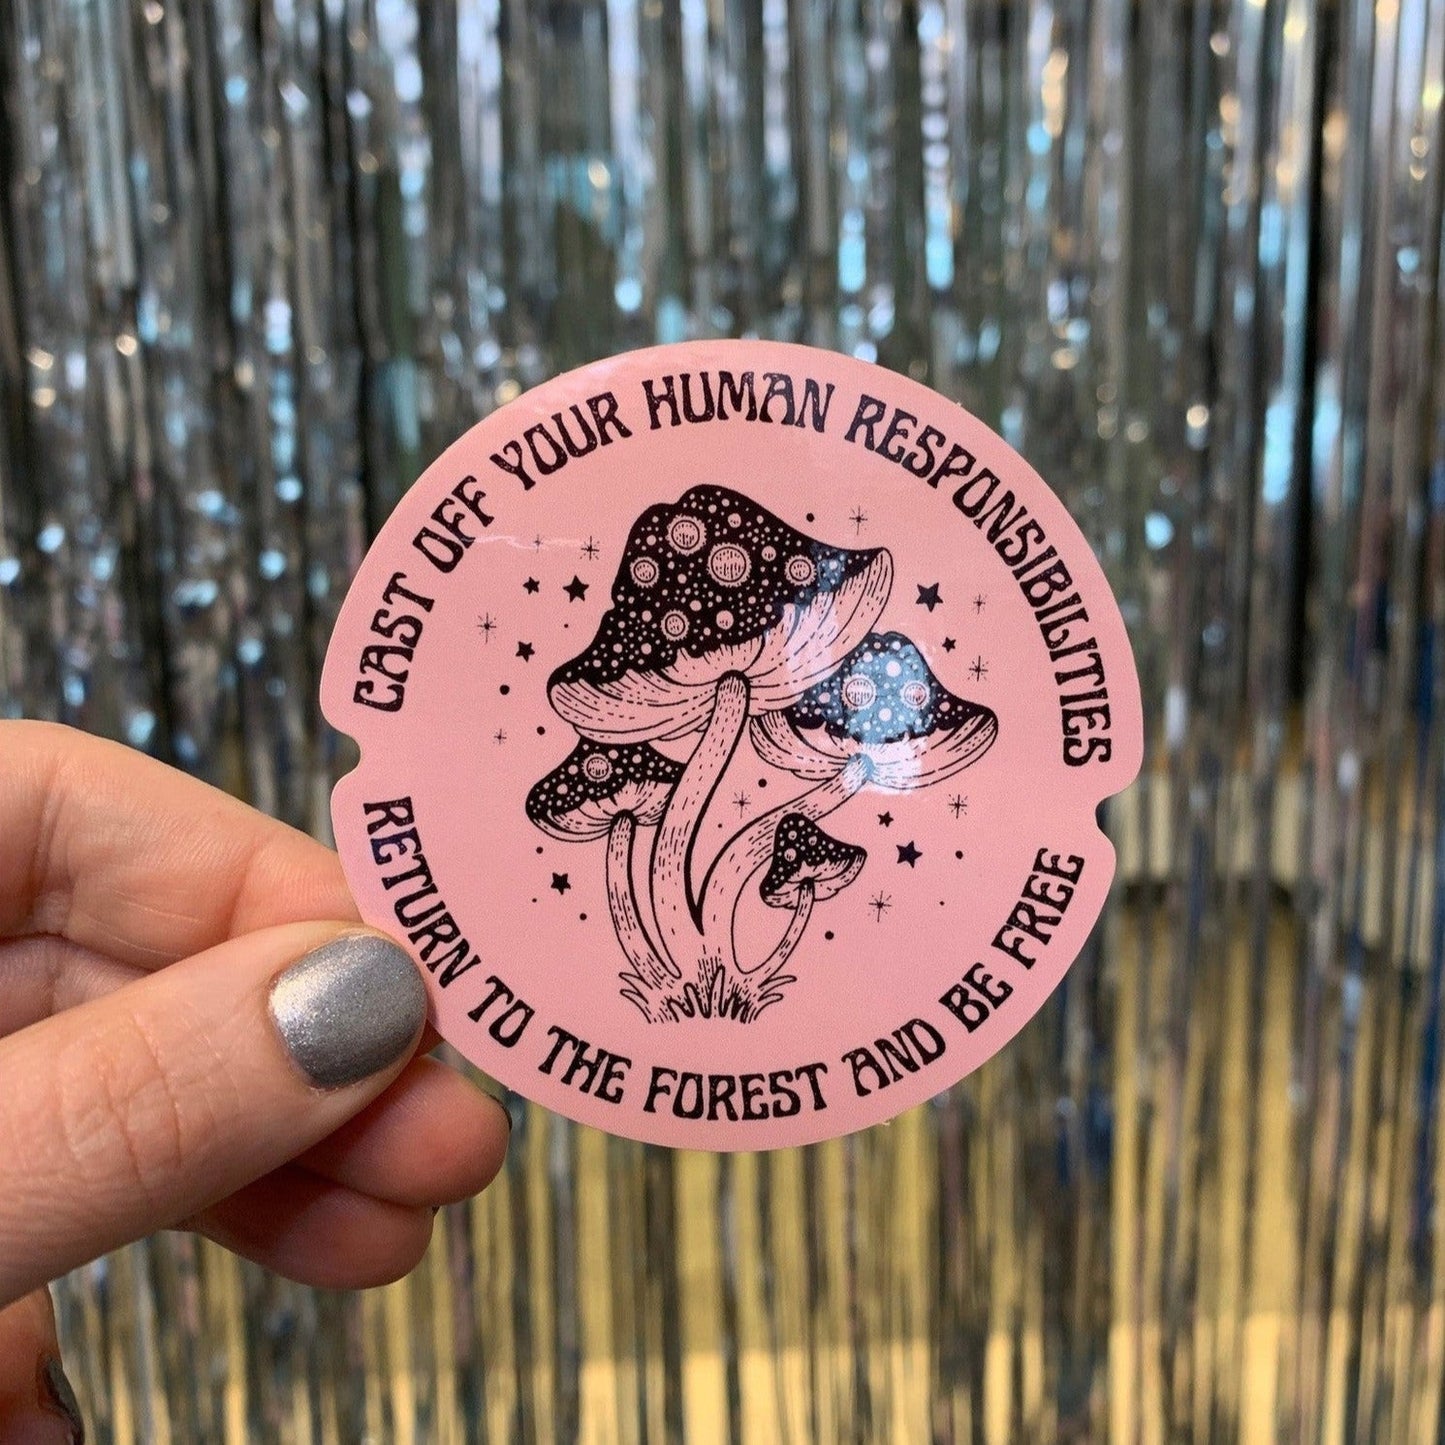 CAST OFF YOUR HUMAN RESPONSIBILITIES
RETURN TO THE FOREST AND BE FREE